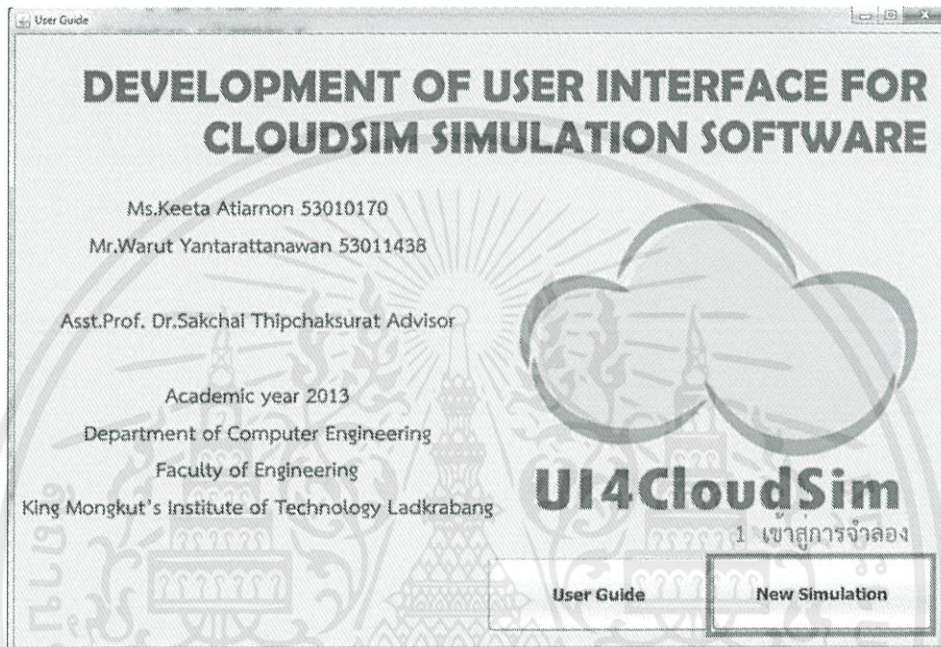 User Guide
DEVELOPMENT OF USER INTERFACE FOR
CLOUDSIM SIMULATION SOFTWARE
Ms.Keeta Atiarnon 53010170
Mr.Warut Yantarattanawan 53011438
Asst.Prof. Dr.Sakchai Thipchaksurat Advisor
Academic year 2013
Department of Computer Engineering
Faculty of Engineering
King Mongkut's Institute of Technology Ladkrabang
UI4CloudSim
1 เข้าสู่การจำลอง
User Guide
New Simulation